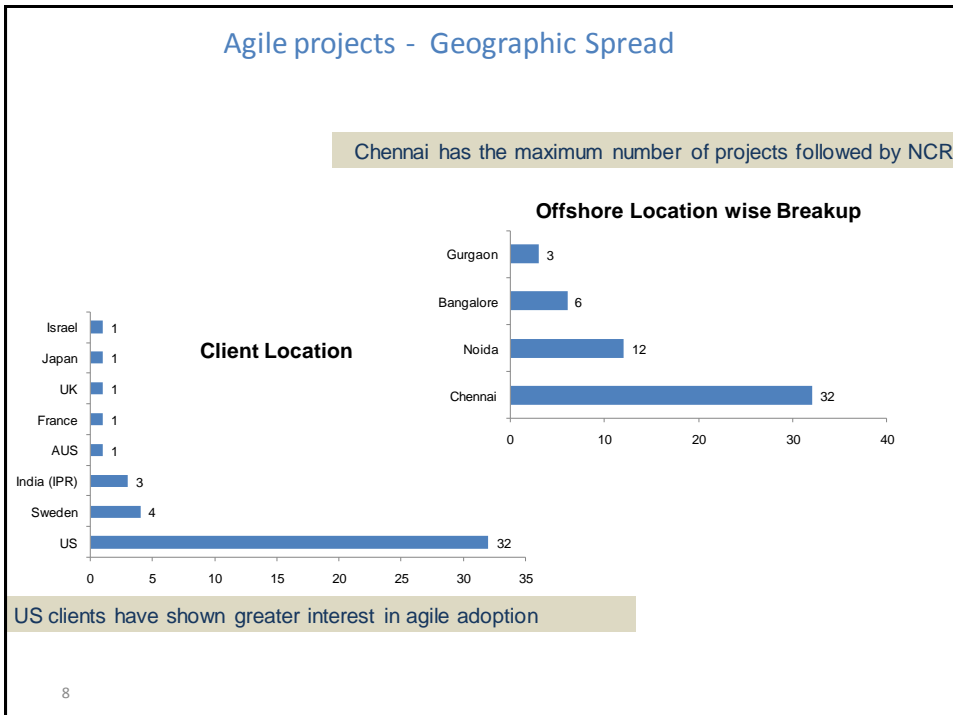 Agile projects - Geographic Spread
Chennai has the maximum number of projects followed by NCR
Offshore Location wise Breakup
Gurgaon 3
Bangalore 6
Noida 12
Chennai 32
0 10 20 30 40
Client Location
Israel 1
Japan 1
UK 1
France 1
AUS 1
India (IPR) 3
Sweden 4
US 32
0 5 10 15 20 25 30 35
US clients have shown greater interest in agile adoption
8